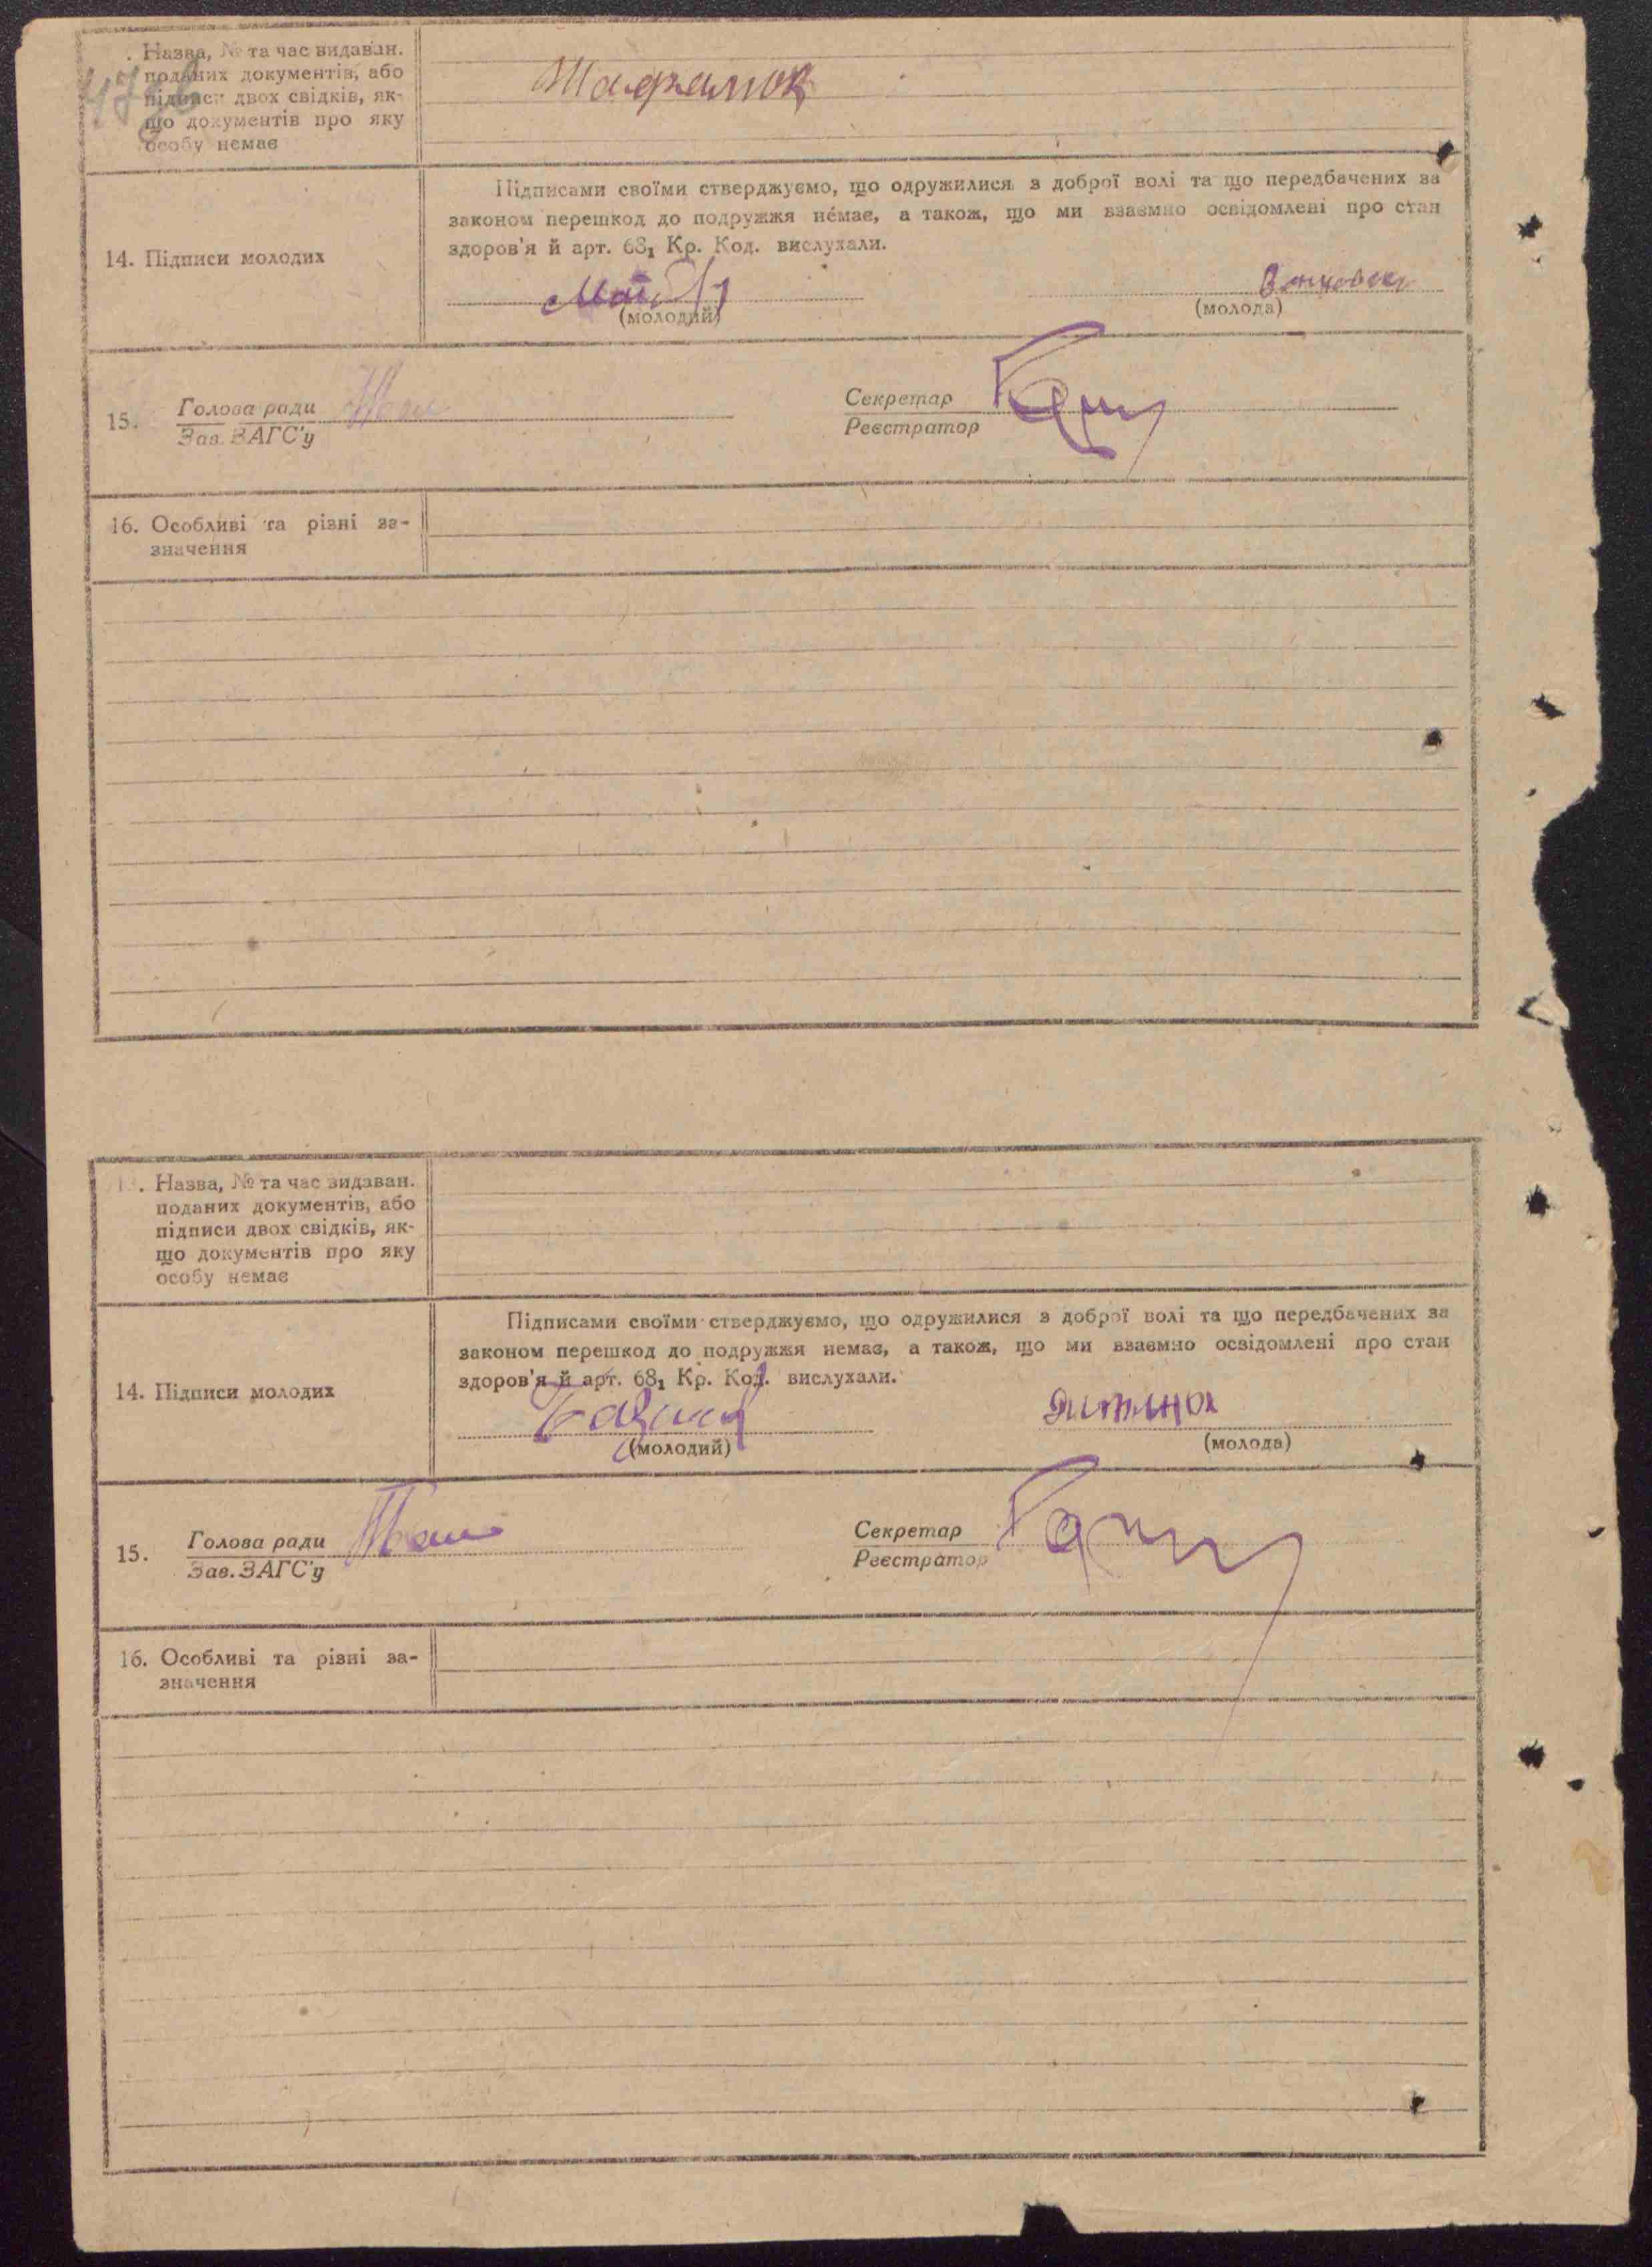 . Назва, № та час видаван.
поданих документів, або
підписи двох свідків, як-
що документів про яку
особу немає
Підписами своїми стверджуємо, що одружилися з доброї волі та що передбачених за
законом перешкод до подружжя немає, а також, що ми взаємно освідомлені про стан
здоров'я й арт. 68₁ Кр. Код. вислухали.
14. Підписи молодих
(молодий)
(молода)
15.
Голова ради
Зав. ЗАГС'у
Секретар
Реєстратор
16. Особливі та різні за-
значення
. Назва, № та час видаван.
поданих документів, або
підписи двох свідків, як-
що документів про яку
особу немає
Підписами своїми стверджуємо, що одружилися з доброї волі та що передбачених за
законом перешкод до подружжя немає, а також, що ми взаємно освідомлені про стан
здоров'я й арт. 68₁ Кр. Код. вислухали.
14. Підписи молодих
(молодий)
(молода)
15.
Голова ради
Зав. ЗАГС'у
Секретар
Реєстратор
16. Особливі та різні за-
значення